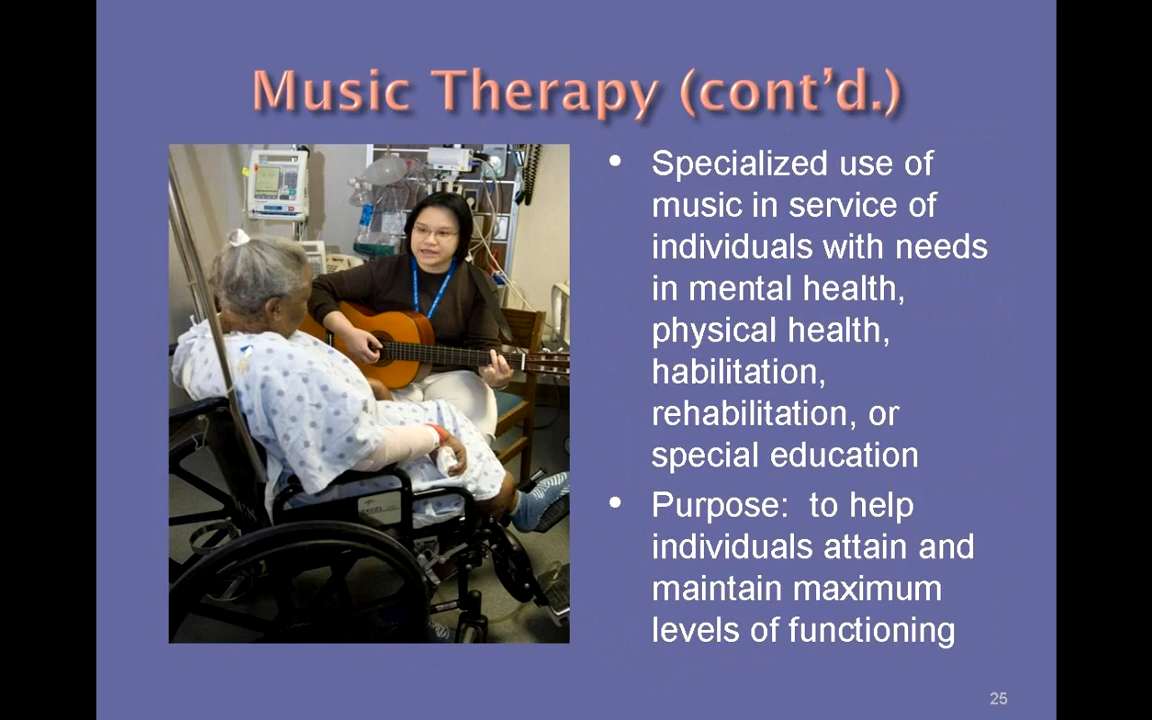 Music Therapy (cont’d.)
• Specialized use of
music in service of
individuals with needs
in mental health,
physical health,
habilitation,
rehabilitation, or
special education
• Purpose:  to help
individuals attain and
maintain maximum
levels of functioning
25